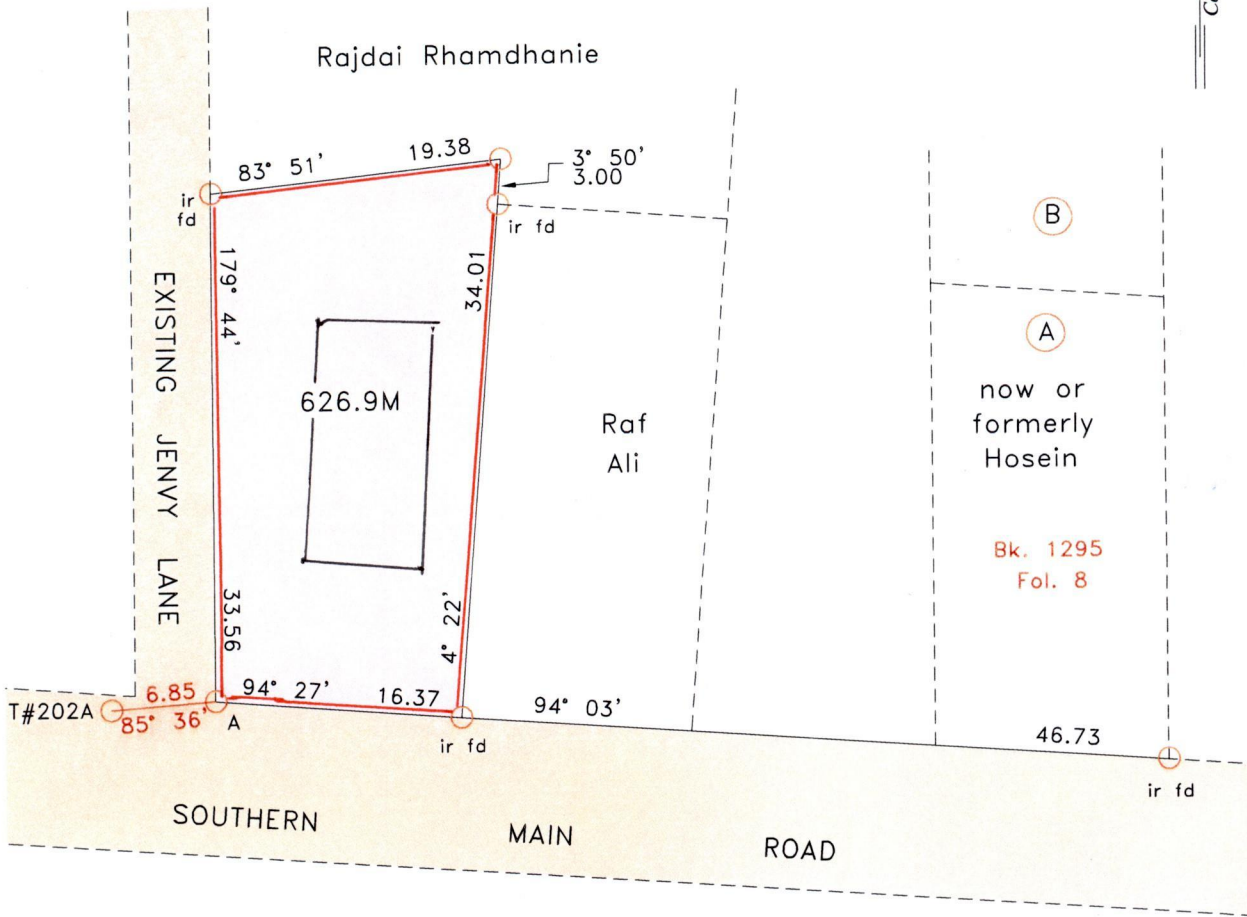 Rajdai Rhamdhanie
83° 51'
19.38
3° 50'
3.00
ir
fd
ir fd
179° 44'
34.01
EXISTING JENVY LANE
626.9M
Raf
Ali
B
A
now or
formerly
Hosein
Bk. 1295
Fol. 8
33.56
4° 22'
6.85
94° 27'
16.37
94° 03'
T#202A
85° 36'
A
ir fd
46.73
ir fd
SOUTHERN MAIN ROAD